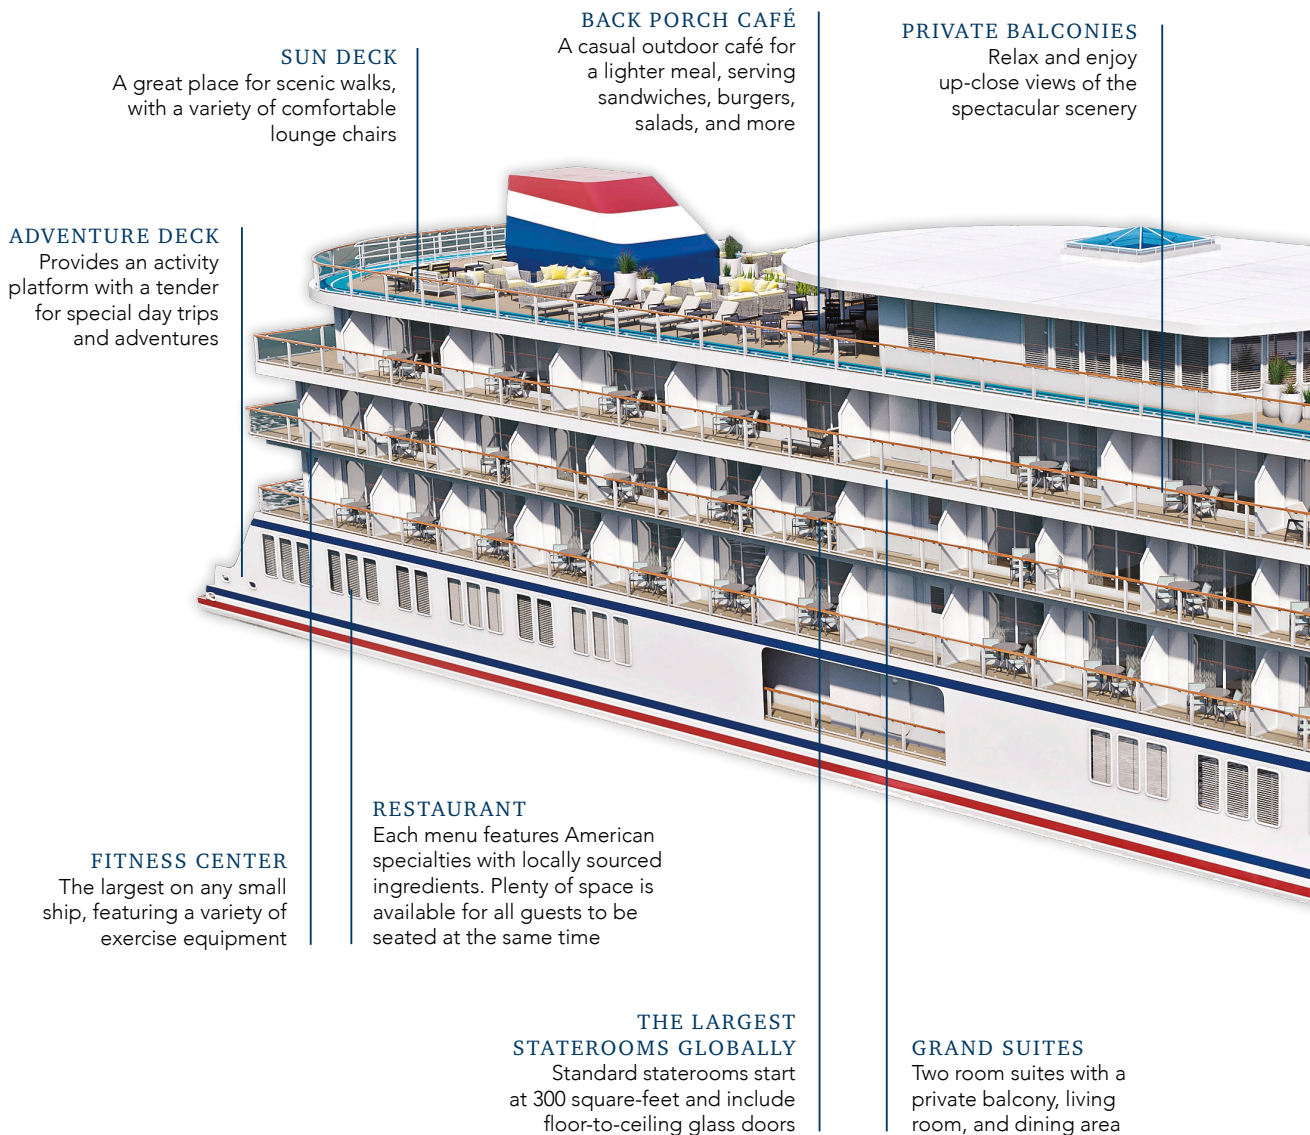 BACK PORCH CAFÉ
A casual outdoor café for
a lighter meal, serving
sandwiches, burgers,
salads, and more
PRIVATE BALCONIES
Relax and enjoy
up-close views of the
spectacular scenery
SUN DECK
A great place for scenic walks,
with a variety of comfortable
lounge chairs
ADVENTURE DECK
Provides an activity
platform with a tender
for special day trips
and adventures
RESTAURANT
Each menu features American
specialties with locally sourced
ingredients. Plenty of space is
available for all guests to be
seated at the same time
FITNESS CENTER
The largest on any small
ship, featuring a variety of
exercise equipment
THE LARGEST
STATEROOMS GLOBALLY
Standard staterooms start
at 300 square-feet and include
floor-to-ceiling glass doors
GRAND SUITES
Two room suites with a
private balcony, living
room, and dining area